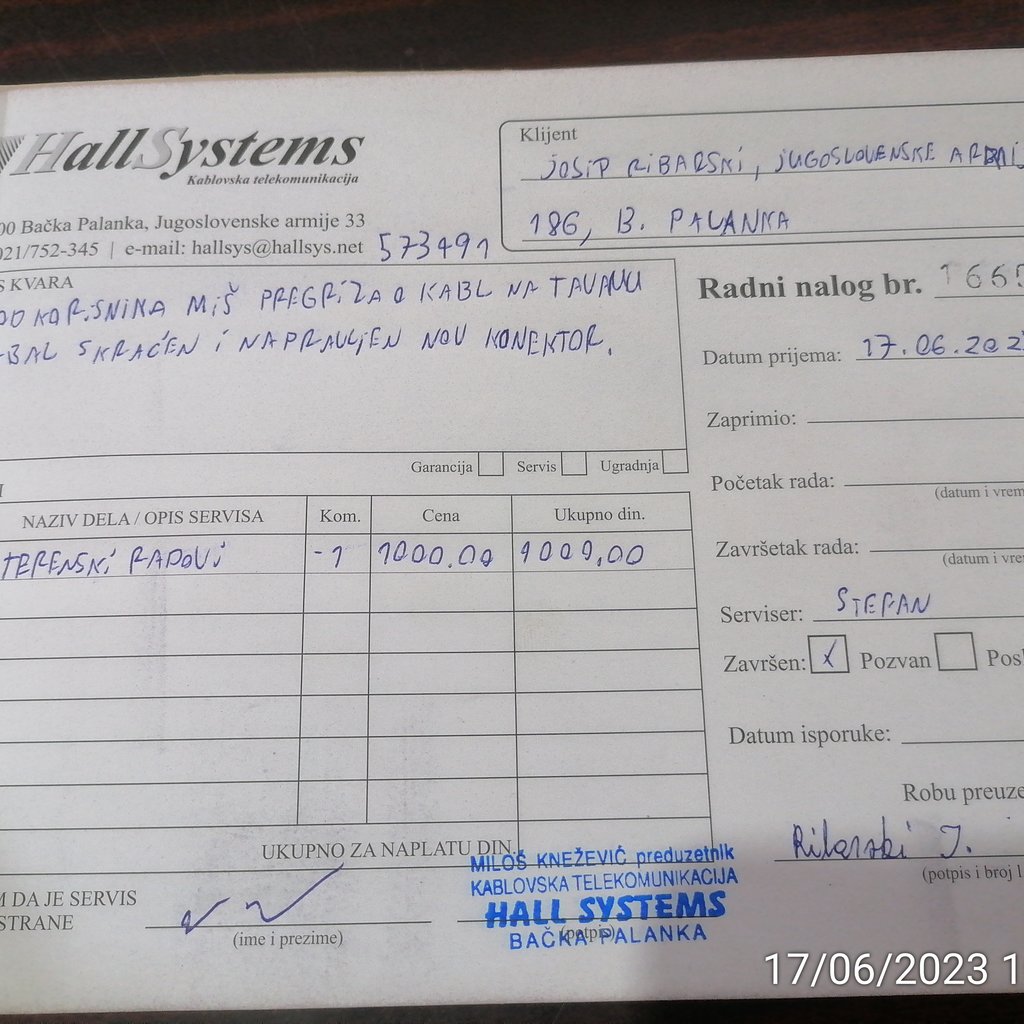 HallSystems
Kablovska telekomunikacija
00 Bačka Palanka, Jugoslovenske armije 33
021/752-345 | e-mail: hallsys@hallsys.net
573491
Klijent
JOSIP RIBARSKI, JUGOSLOVENSKE
186, B. PALANKA
S KVARA
OD KORISNIKA MIŠ PREGRIZAO KABL NA TAVANU
SKRAĆEN I NAPRAVLJEN NOV KONEKTOR.
Garancija Servis Ugradnja
Radni nalog br. 1665
Datum prijema: 17.06.202
Zaprimio:
Početak rada:
(datum i vrem
Završetak rada:
(datum i vre
Serviser: STEFAN
Završen: X Pozvan Pos
Datum isporuke:
Robu preuze
Ribarski J.
(potpis i broj l
NAZIV DELA / OPIS SERVISA Kom. Cena Ukupno din.
TERENSKI RADOVI -1 1000.00 1000,00
UKUPNO ZA NAPLATU DIN.
M DA JE SERVIS
STRANE
(ime i prezime)
(potpis)
MILOŠ KNEŽEVIĆ preduzetnik
KABLOVSKA TELEKOMUNIKACIJA
HALL SYSTEMS
BAČKA PALANKA
17/06/2023 1